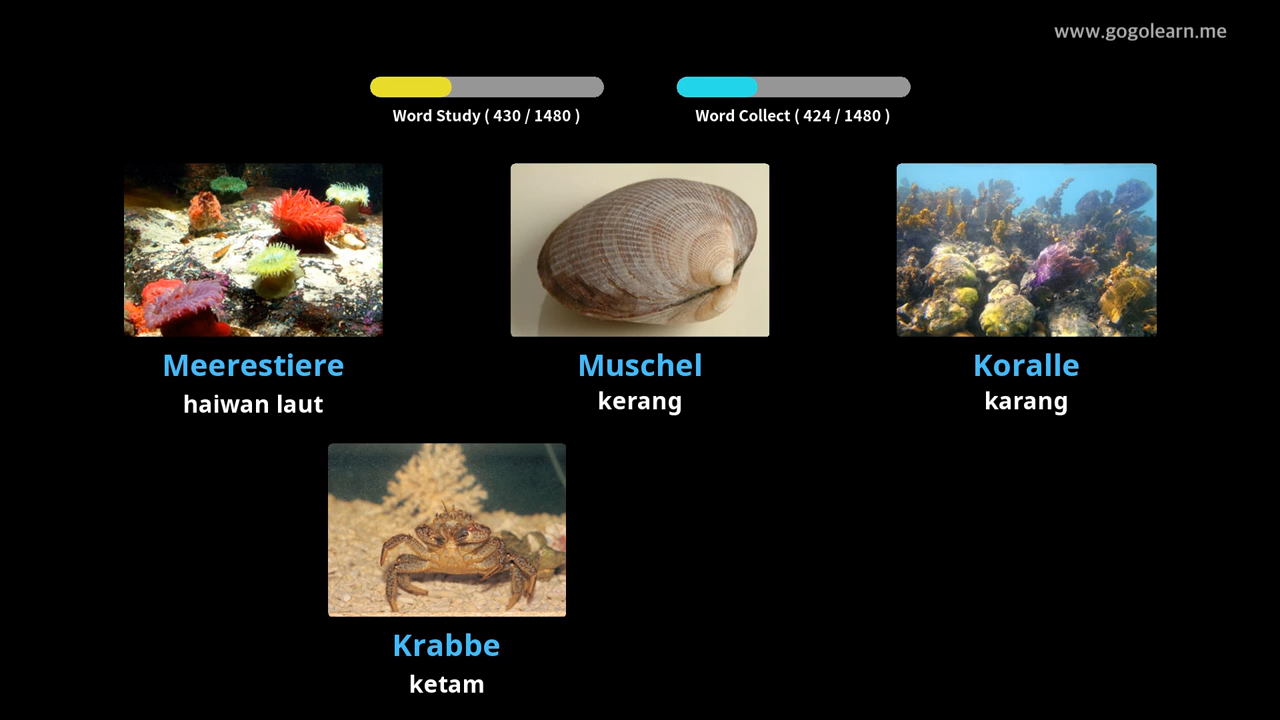 www.gogolearn.me
Word Study ( 430 / 1480 )
Word Collect ( 424 / 1480 )
Meerestiere
haiwan laut
Muschel
kerang
Koralle
karang
Krabbe
ketam